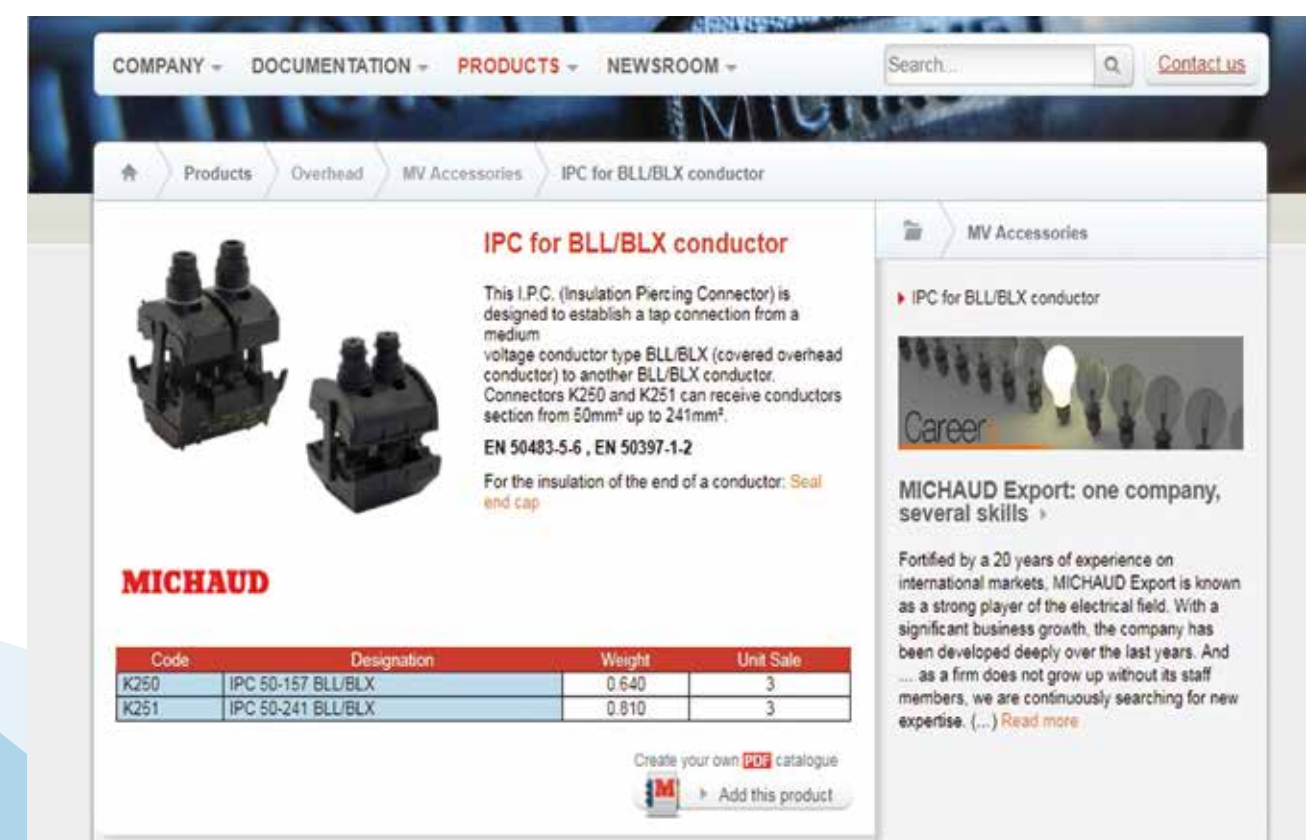 COMPANY
DOCUMENTATION
PRODUCTS
NEWSROOM
Search...
Contact us
Products
Overhead
MV Accessories
IPC for BLL/BLX conductor
IPC for BLL/BLX conductor
This I.P.C. (Insulation Piercing Connector) is
designed to establish a tap connection from a
medium
voltage conductor type BLL/BLX (covered overhead
conductor) to another BLL/BLX conductor.
Connectors K250 and K251 can receive conductors
section from 50mm² up to 241mm².
EN 50483-5-6 , EN 50397-1-2
For the insulation of the end of a conductor: Seal
end cap
MICHAUD
Code Designation Weight Unit Sale
K250 IPC 50-157 BLL/BLX 0.640 3
K251 IPC 50-241 BLL/BLX 0.810 3
Create your own PDF catalogue
M
Add this product
MV Accessories
IPC for BLL/BLX conductor
Career
MICHAUD Export: one company,
several skills
Fortified by a 20 years of experience on
international markets, MICHAUD Export is known
as a strong player of the electrical field. With a
significant business growth, the company has
been developed deeply over the last years. And
.... as a firm does not grow up without its staff
members, we are continuously searching for new
expertise. (...) Read more